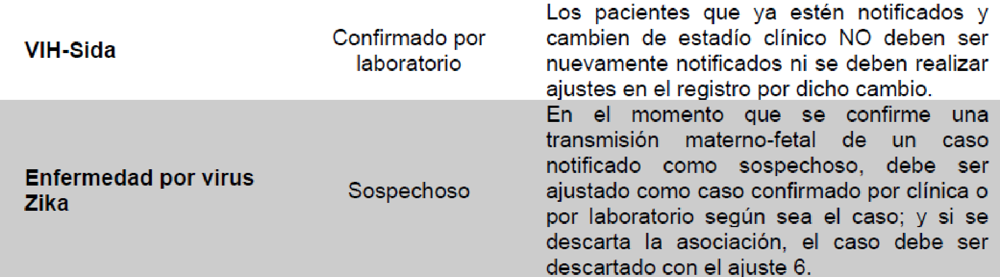 VIH-Sida
Confirmado por
laboratorio
Los pacientes que ya estén notificados y
cambien de estadío clínico NO deben ser
nuevamente notificados ni se deben realizar
ajustes en el registro por dicho cambio.
Enfermedad por virus
Zika
Sospechoso
En el momento que se confirme una
transmisión materno-fetal de un caso
notificado como sospechoso, debe ser
ajustado como caso confirmado por clínica o
por laboratorio según sea el caso; y si se
descarta la asociación, el caso debe ser
descartado con el ajuste 6.